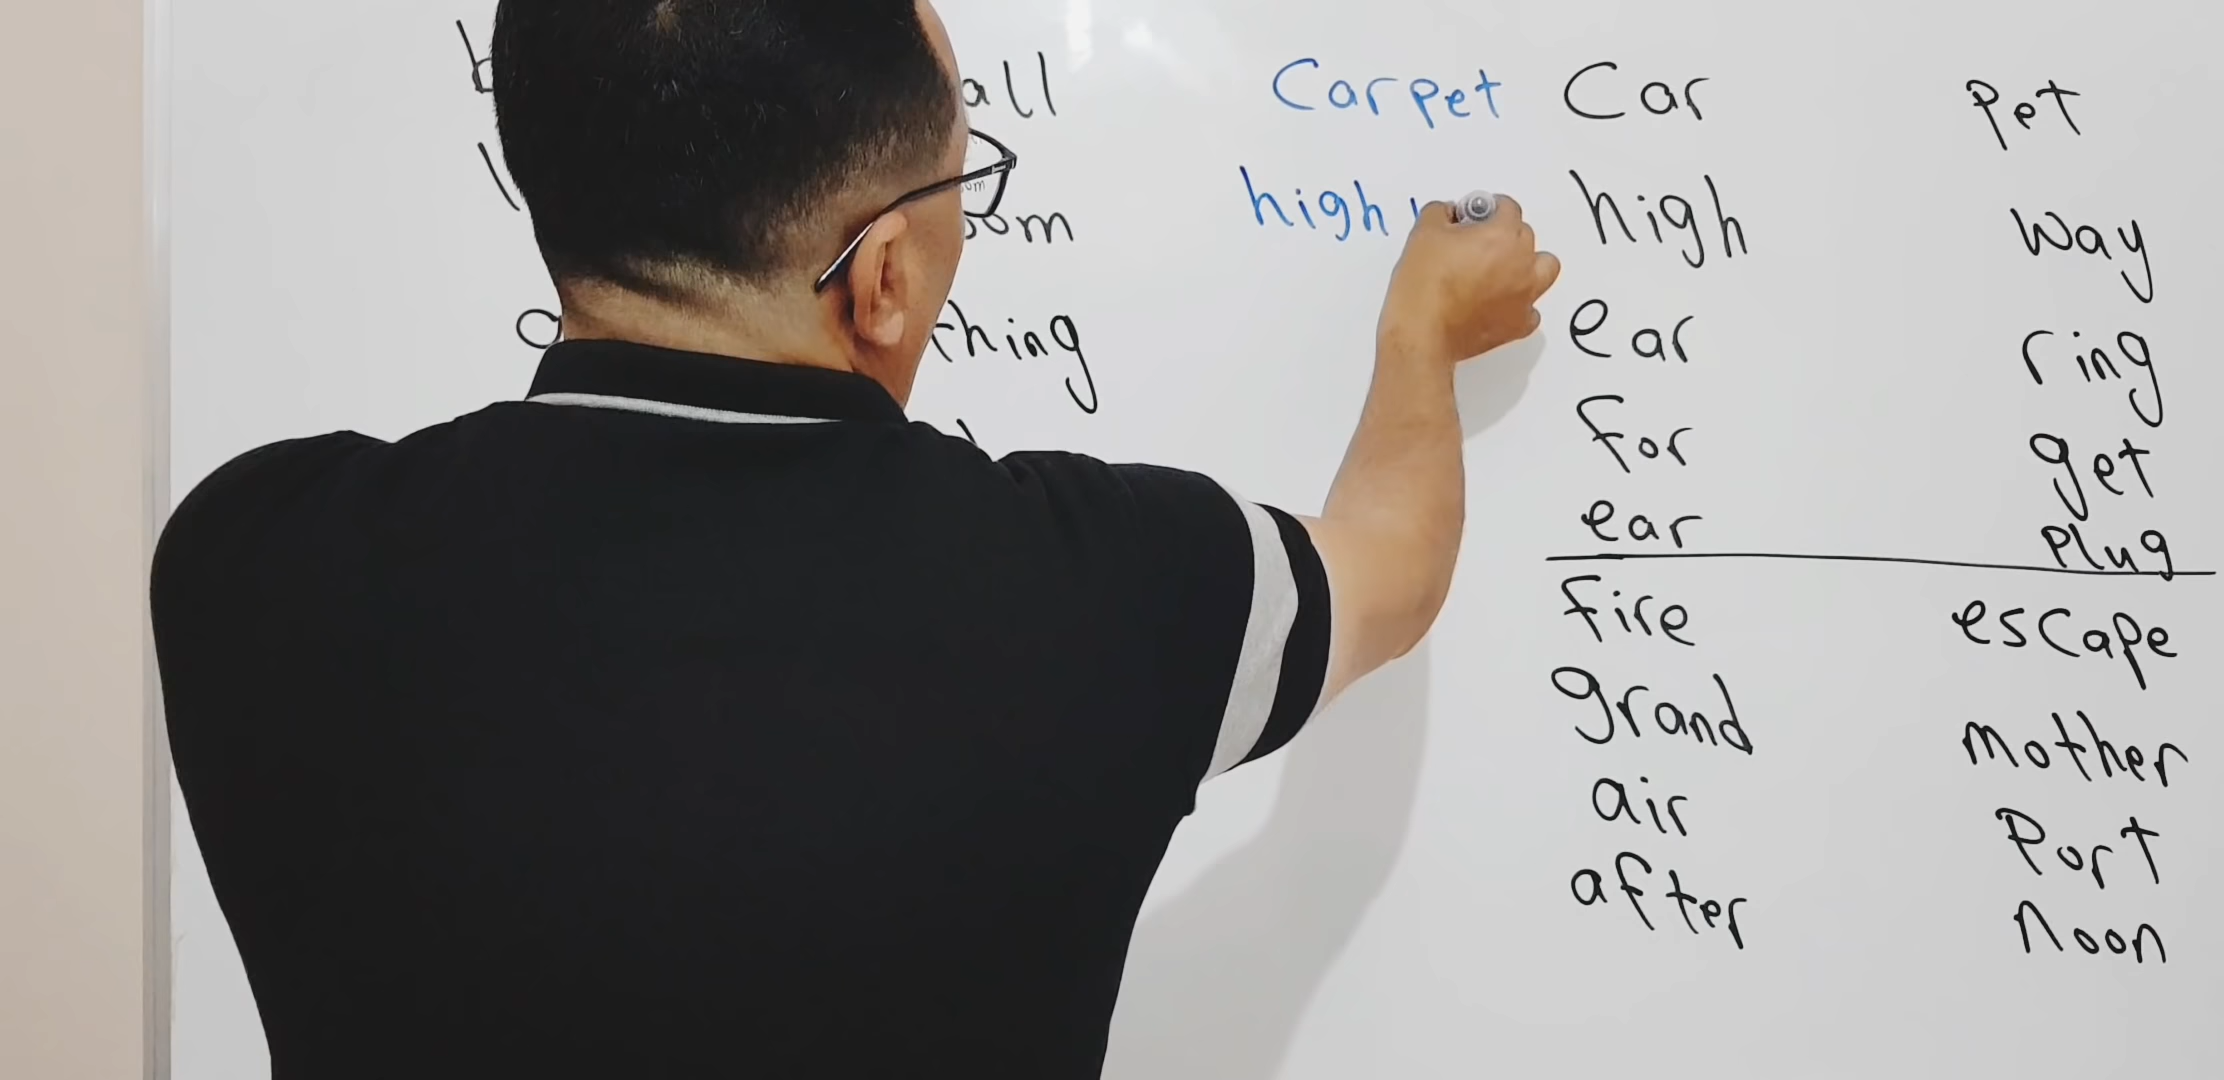 all Carpet Car Pet
high high way
ear ring
thing
for get
ear Plug
fire escape
grand mother
air Port
after Noon